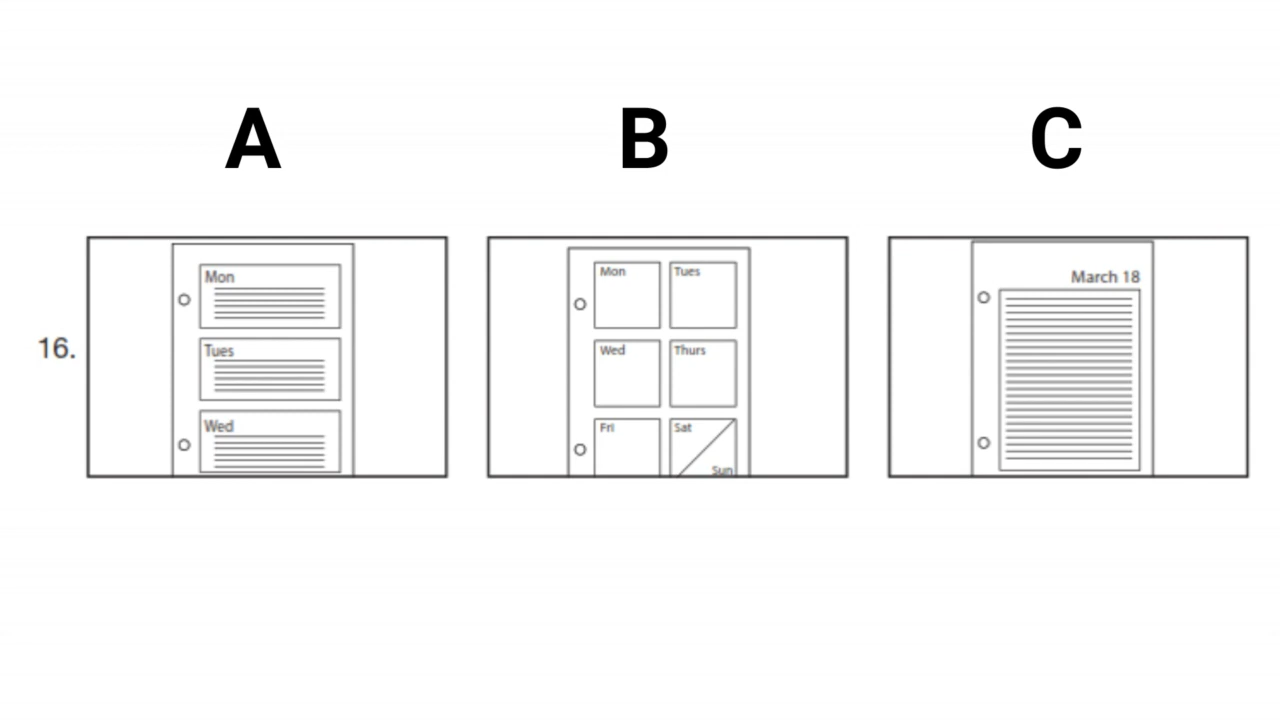 A B C
16.
Mon
Tues
Wed
Mon Tues
Wed Thurs
Fri Sat
Sun
March 18